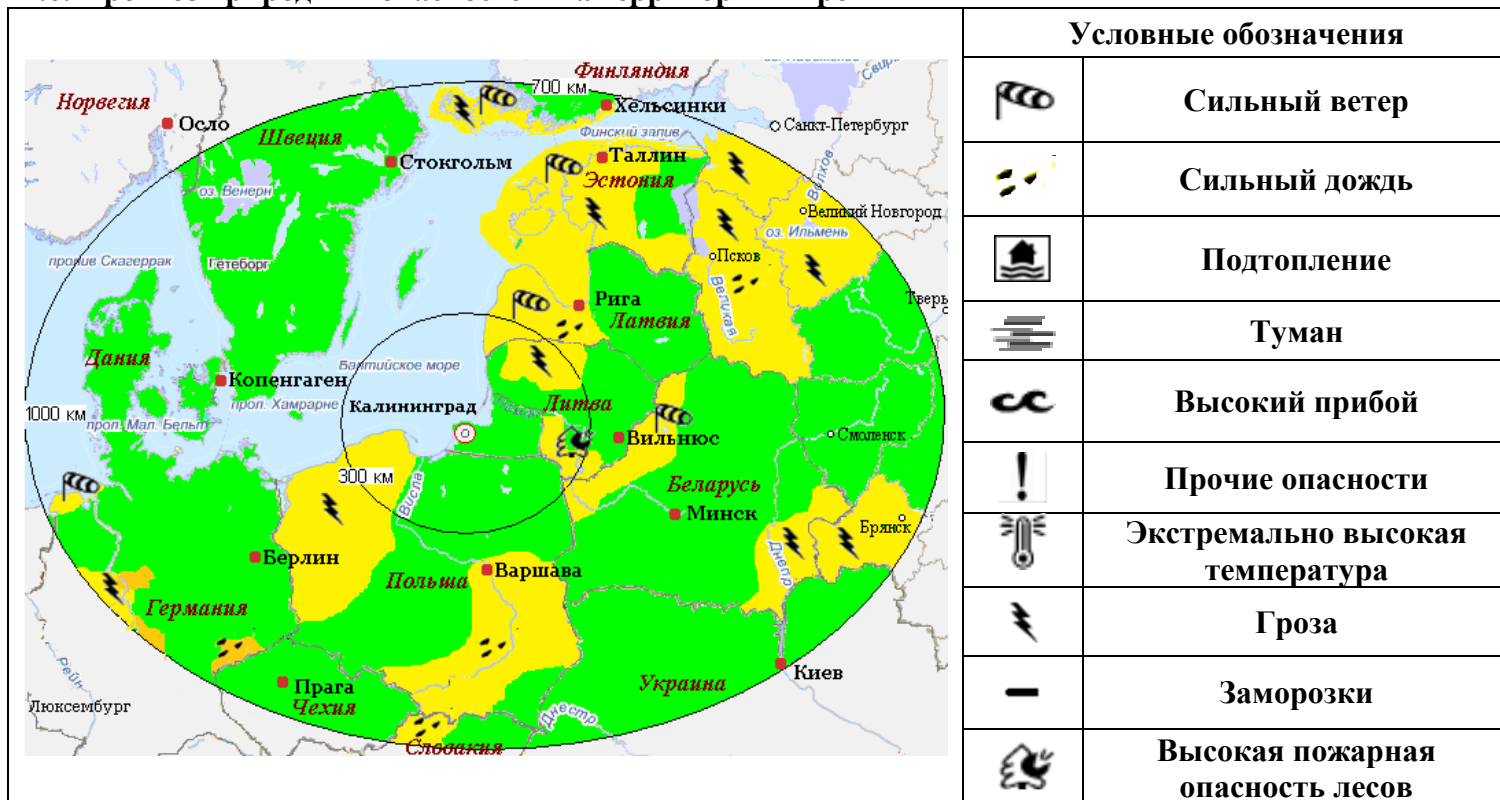 Условные обозначения
Сильный ветер
Сильный дождь
Подтопление
Туман
Высокий прибой
Прочие опасности
Экстремально высокая
температура
Гроза
Заморозки
Высокая пожарная
опасность лесов
Финляндия
700 км
Норвегия
Хельсинки
Осло
Швеция
Финский залив
Санкт-Петербург
Стокгольм
Таллин
Эстония
Волхов
оз. Венерн
Великий Новгород
оз. Ильмень
пролив Скагеррак
Гётеборг
Псков
Великая
Рига
Тверь
Латвия
Дания
Балтийское море
Копенгаген
Калининград
Литва
1000 км
прол. Хамрарне
прол. Мал. Бельт
Вильнюс
Смоленск
300 км
Висла
Беларусь
Минск
Брянск
Берлин
Днепр
Польша
Варшава
Германия
Рейн
Киев
Прага
Украина
Чехия
Люксембург
Днестр
Словакия